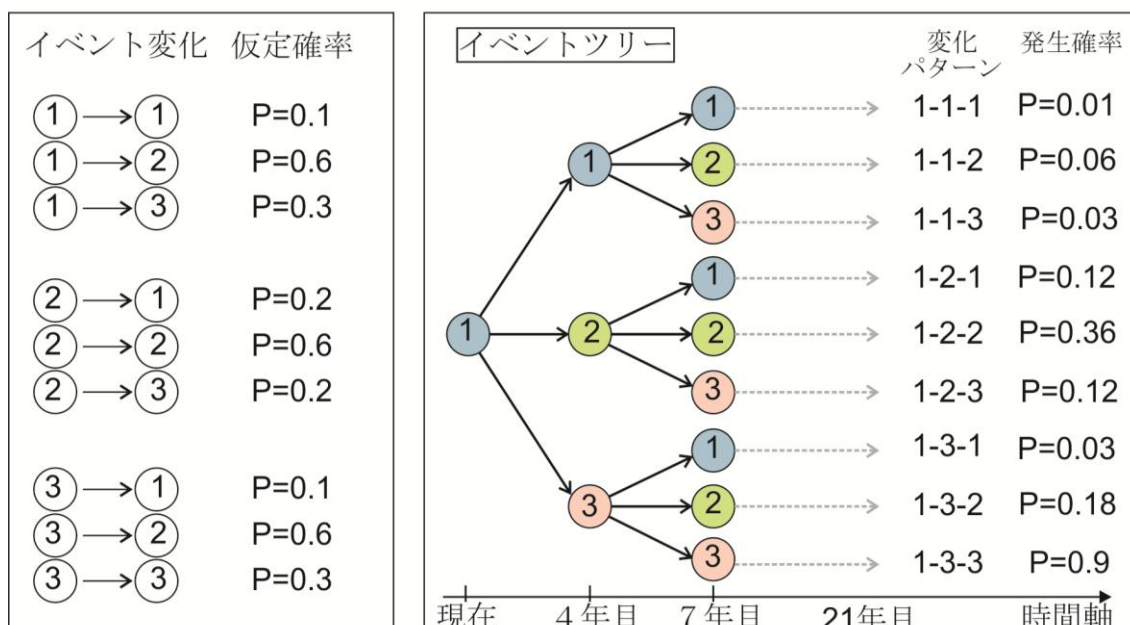 イベント変化 仮定確率
1 → 1 P=0.1
1 → 2 P=0.6
1 → 3 P=0.3
2 → 1 P=0.2
2 → 2 P=0.6
2 → 3 P=0.2
3 → 1 P=0.1
3 → 2 P=0.6
3 → 3 P=0.3
イベントツリー
変化
パターン
発生確率
1 1-1-1 P=0.01
1 2 1-1-2 P=0.06
3 1-1-3 P=0.03
1 1-2-1 P=0.12
1 2 2 1-2-2 P=0.36
3 1-2-3 P=0.12
1 1-3-1 P=0.03
3 2 1-3-2 P=0.18
3 1-3-3 P=0.9
現在 4年目 7年目 21年目 時間軸